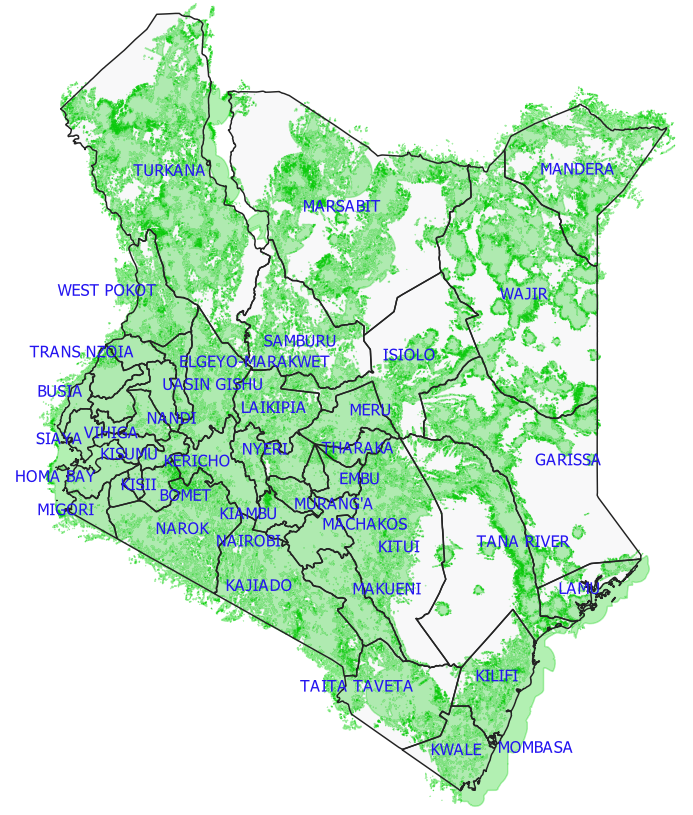 TURKANA
MANDERA
MARSABIT
WEST POKOT
WAJIR
SAMBURU
TRANS NZOIA
ISIOLO
ELGEYO-MARAKWET
UASIN GISHU
BUSIA
LAIKIPIA
MERU
NANDI
VIHIGA
SIAYA
THARAKA
NYERI
KISUMU
KERICHO
GARISSA
HOMA BAY
EMBU
KISII
BOMET
MURANG'A
MIGORI
KIAMBU
MACHAKOS
NAROK
NAIROBI
TANA RIVER
KITUI
KAJIADO
MAKUENI
LAMU
KILIFI
TAITA TAVETA
KWALE
MOMBASA